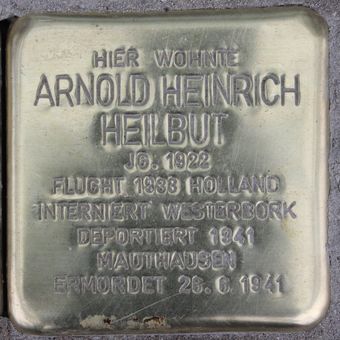 HIER WOHNTE
ARNOLD HEINRICH
HEILBUT
JG. 1922
FLUCHT 1938 HOLLAND
INTERNIERT WESTERBORK
DEPORTIERT 1941
MAUTHAUSEN
ERMORDET 26.6.1941